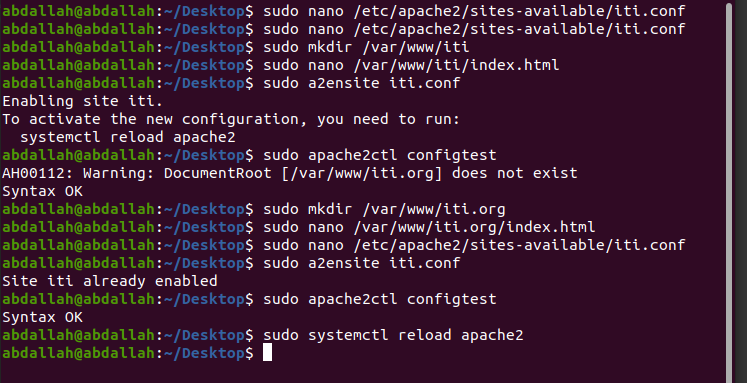 abdallah@abdallah:~/Desktop$ sudo nano /etc/apache2/sites-available/iti.conf
abdallah@abdallah:~/Desktop$ sudo nano /etc/apache2/sites-available/iti.conf
abdallah@abdallah:~/Desktop$ sudo mkdir /var/www/iti
abdallah@abdallah:~/Desktop$ sudo nano /var/www/iti/index.html
abdallah@abdallah:~/Desktop$ sudo a2ensite iti.conf
Enabling site iti.
To activate the new configuration, you need to run:
  systemctl reload apache2
abdallah@abdallah:~/Desktop$ sudo apache2ctl configtest
AH00112: Warning: DocumentRoot [/var/www/iti.org] does not exist
Syntax OK
abdallah@abdallah:~/Desktop$ sudo mkdir /var/www/iti.org
abdallah@abdallah:~/Desktop$ sudo nano /var/www/iti.org/index.html
abdallah@abdallah:~/Desktop$ sudo nano /etc/apache2/sites-available/iti.conf
abdallah@abdallah:~/Desktop$ sudo a2ensite iti.conf
Site iti already enabled
abdallah@abdallah:~/Desktop$ sudo apache2ctl configtest
Syntax OK
abdallah@abdallah:~/Desktop$ sudo systemctl reload apache2
abdallah@abdallah:~/Desktop$